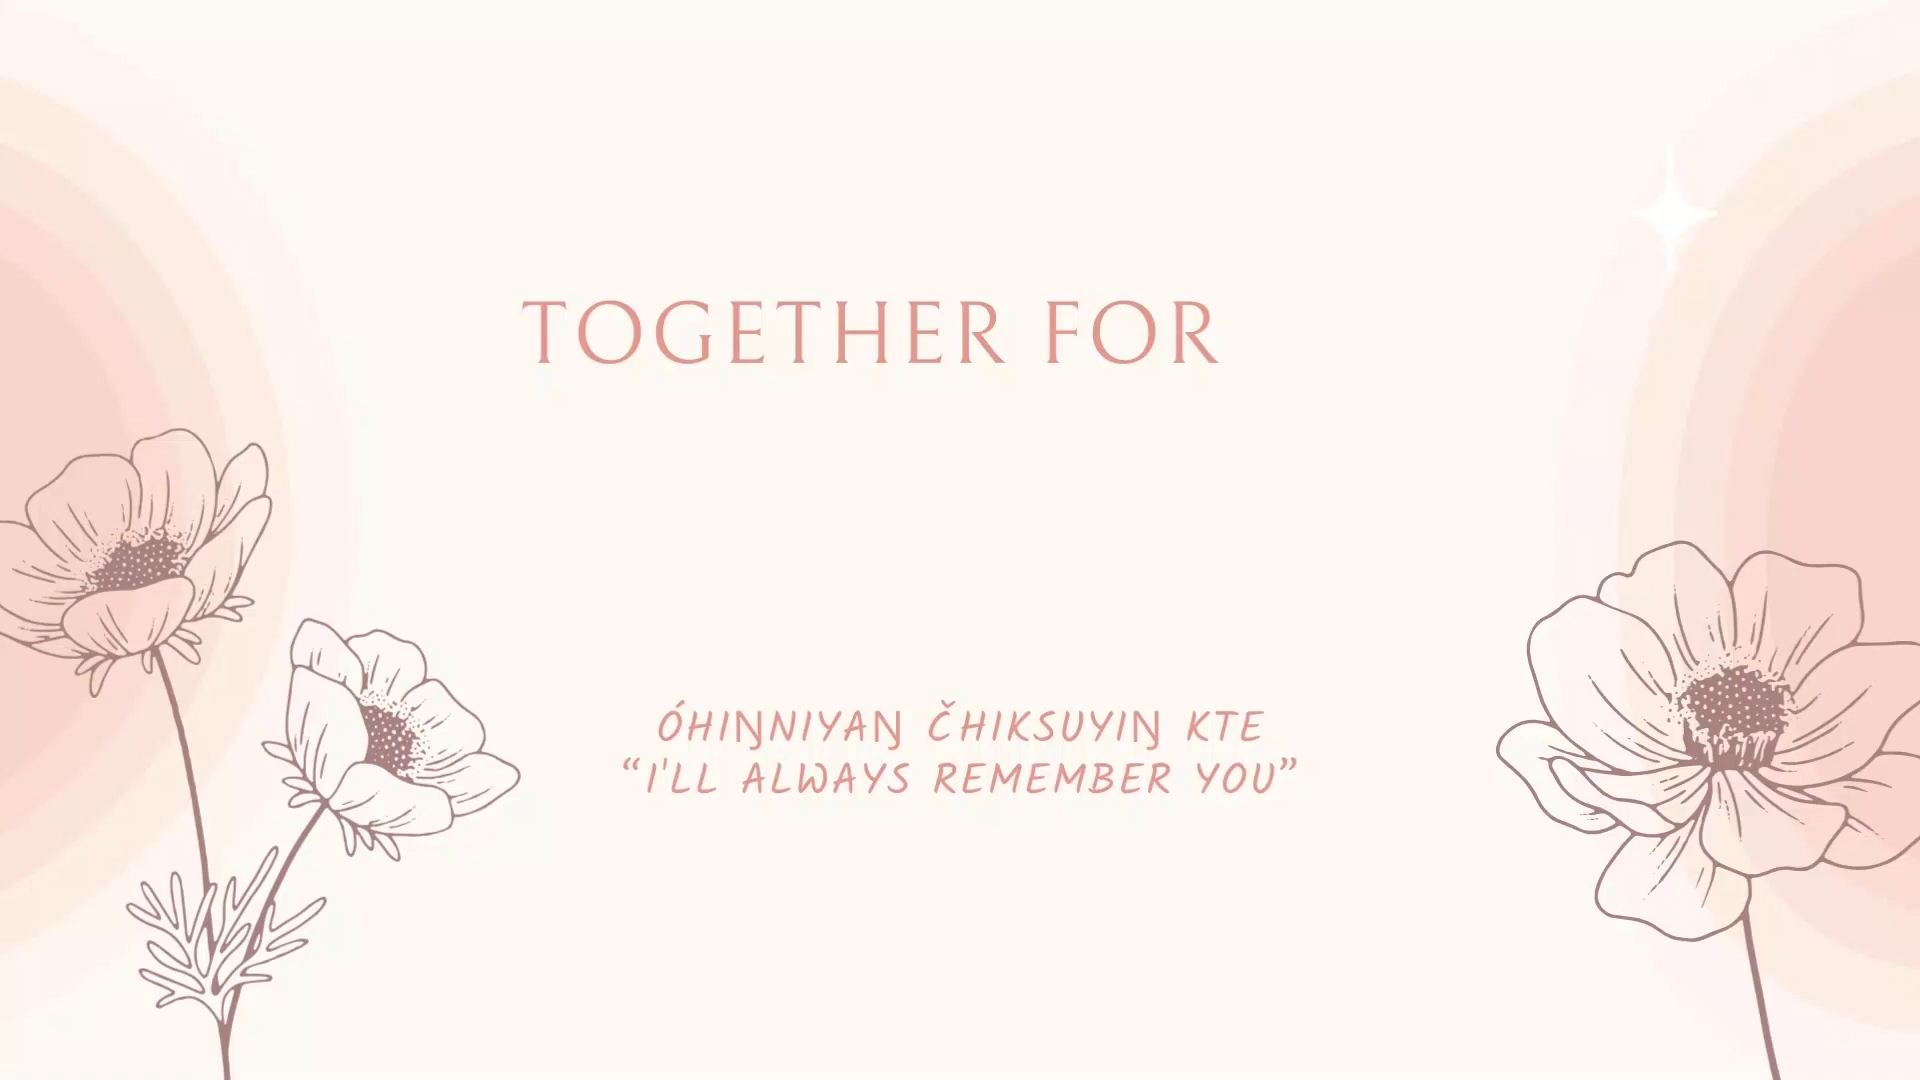 TOGETHER FOR
ÓHIŊNIYAŊ ČHIKSUYIŊ KTE
“I'LL ALWAYS REMEMBER YOU”